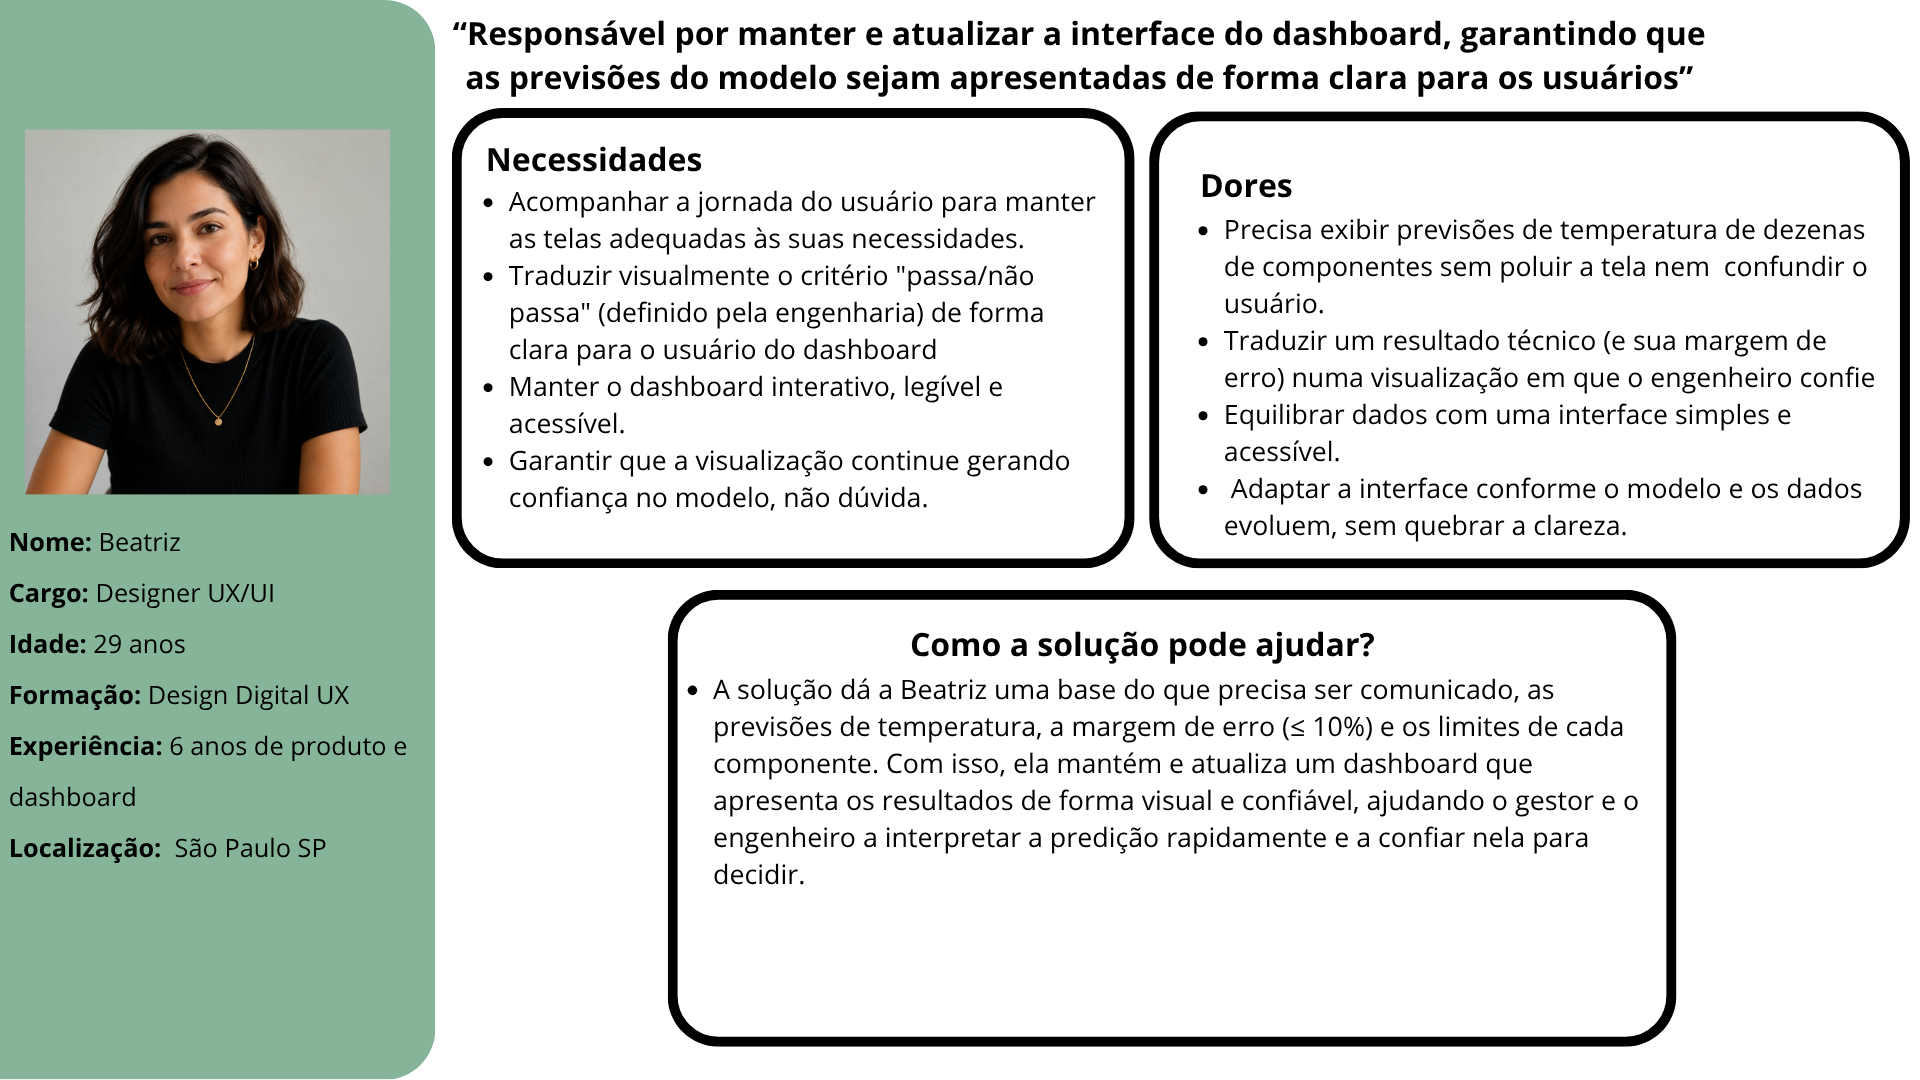 “Responsável por manter e atualizar a interface do dashboard, garantindo que
as previsões do modelo sejam apresentadas de forma clara para os usuários”
Nome: Beatriz
Cargo: Designer UX/UI
Idade: 29 anos
Formação: Design Digital UX
Experiência: 6 anos de produto e
dashboard
Localização:  São Paulo SP
Necessidades
• Acompanhar a jornada do usuário para manter
as telas adequadas às suas necessidades.
• Traduzir visualmente o critério "passa/não
passa" (definido pela engenharia) de forma
clara para o usuário do dashboard
• Manter o dashboard interativo, legível e
acessível.
• Garantir que a visualização continue gerando
confiança no modelo, não dúvida.
Dores
• Precisa exibir previsões de temperatura de dezenas
de componentes sem poluir a tela nem  confundir o
usuário.
• Traduzir um resultado técnico (e sua margem de
erro) numa visualização em que o engenheiro confie
• Equilibrar dados com uma interface simples e
acessível.
•  Adaptar a interface conforme o modelo e os dados
evoluem, sem quebrar a clareza.
Como a solução pode ajudar?
• A solução dá a Beatriz uma base do que precisa ser comunicado, as
previsões de temperatura, a margem de erro (≤ 10%) e os limites de cada
componente. Com isso, ela mantém e atualiza um dashboard que
apresenta os resultados de forma visual e confiável, ajudando o gestor e o
engenheiro a interpretar a predição rapidamente e a confiar nela para
decidir.